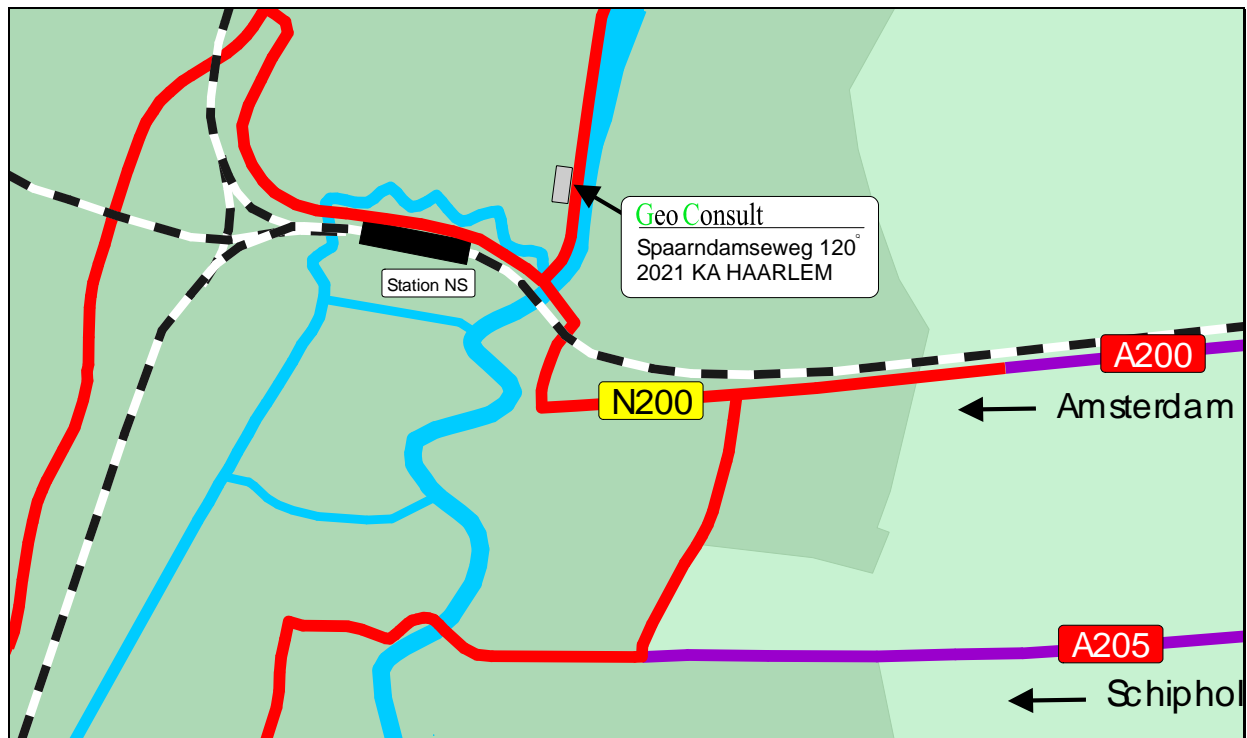 Geo Consult
Spaarndamseweg 120°
2021 KA HAARLEM
Station NS
A200
N200
Amsterdam
A205
Schiphol